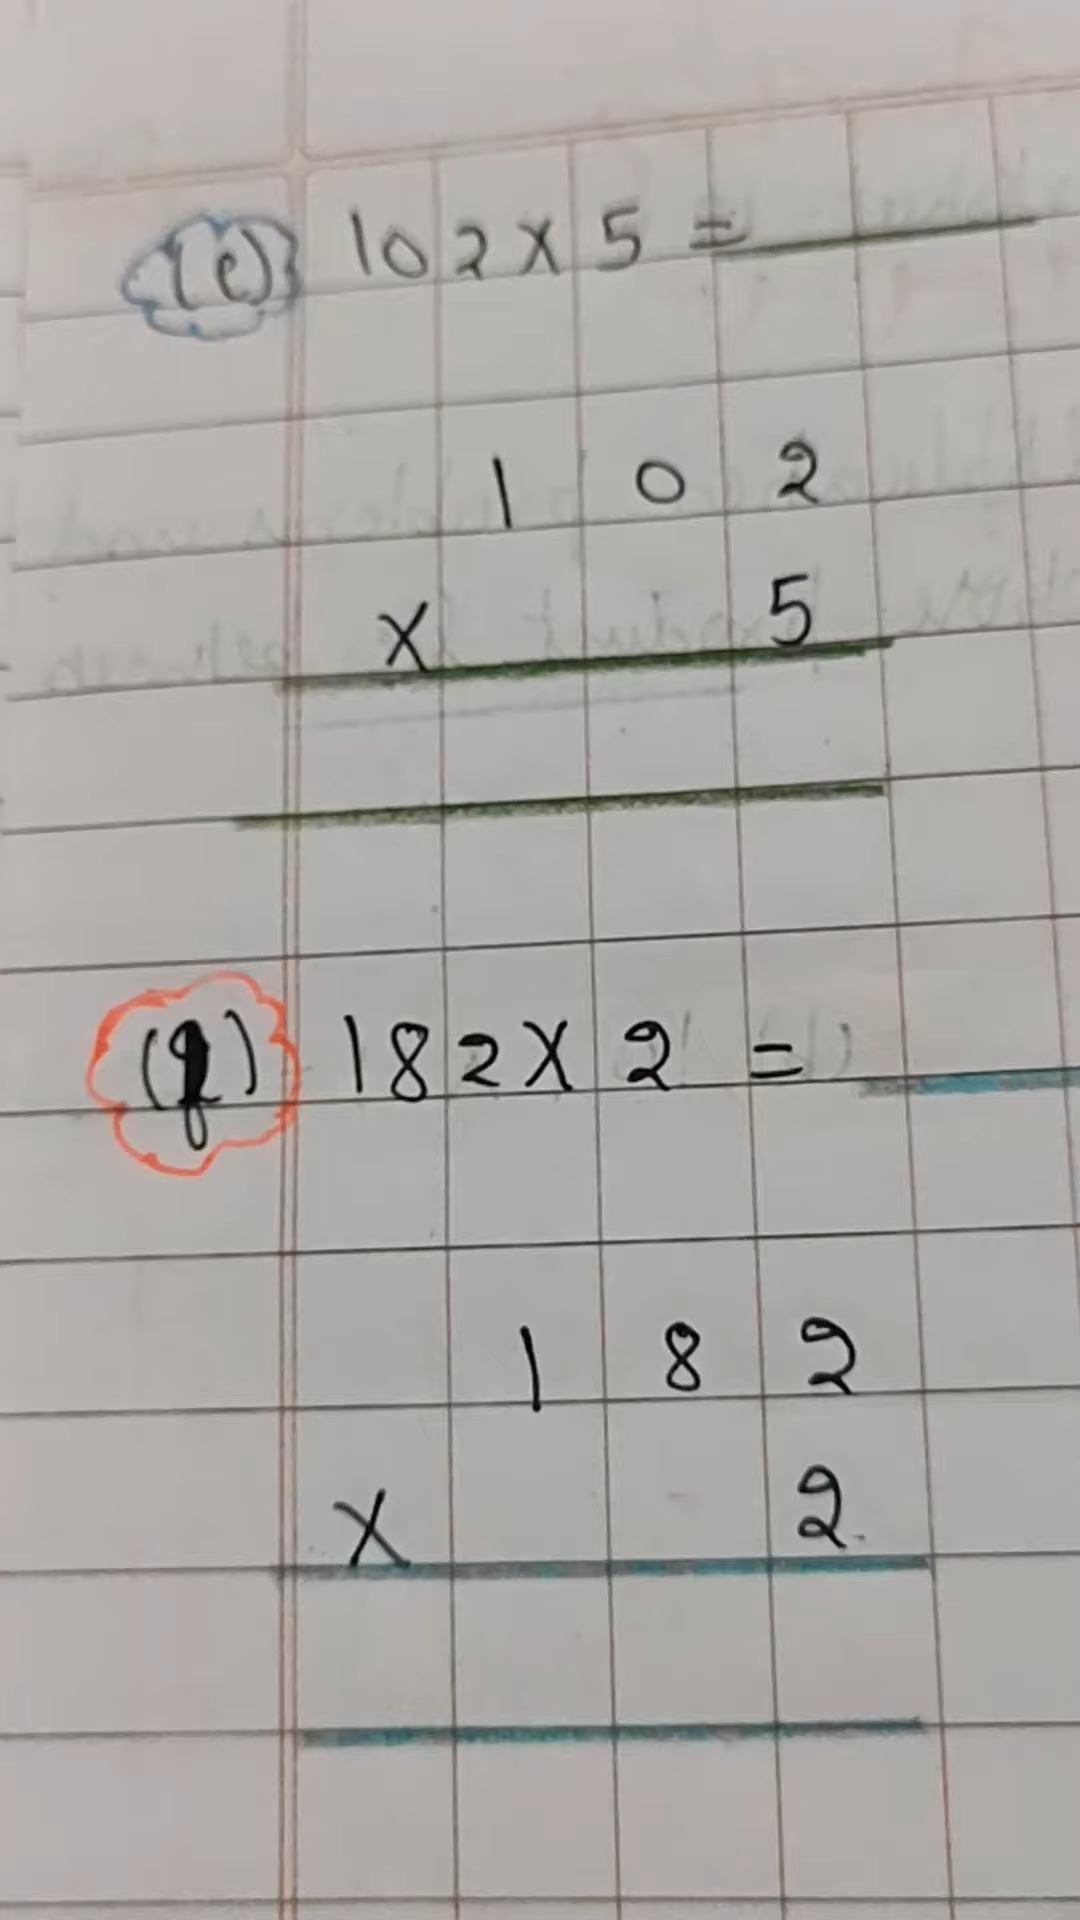 (e) 102 x 5 =
1 0 2
x 5
(f) 182 x 2 =
1 8 2
x 2